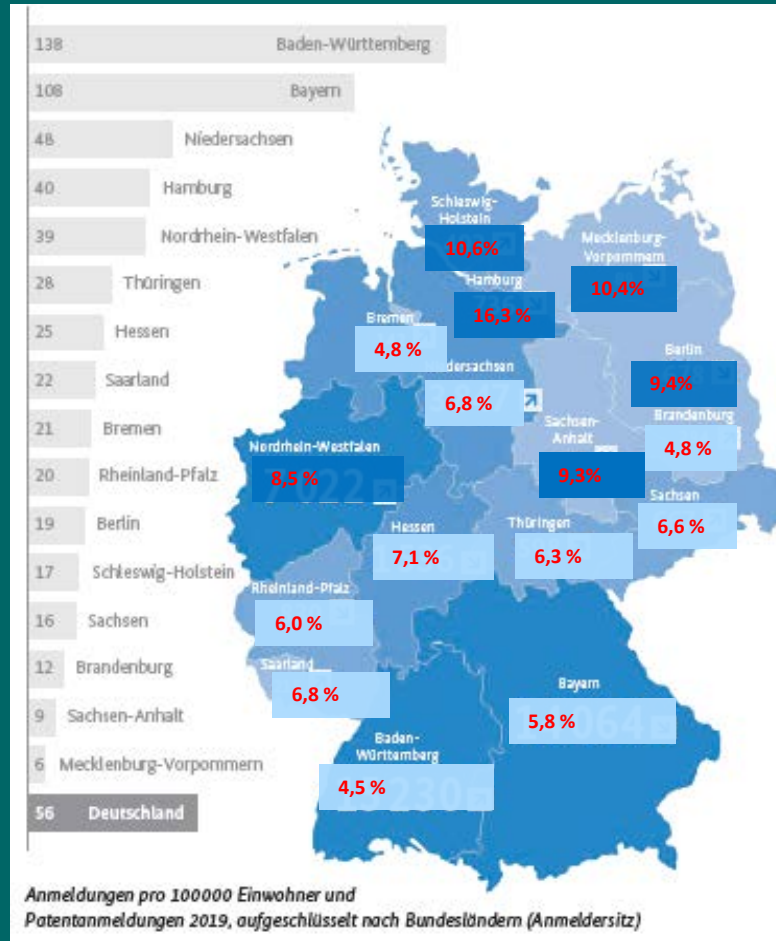 138 Baden-Württemberg
108 Bayern
48 Niedersachsen
40 Hamburg
39 Nordrhein-Westfalen
28 Thüringen
25 Hessen
22 Saarland
21 Bremen
20 Rheinland-Pfalz
19 Berlin
17 Schleswig-Holstein
16 Sachsen
12 Brandenburg
9 Sachsen-Anhalt
6 Mecklenburg-Vorpommern
56 Deutschland
Schleswig-
Holstein
10,6%
Mecklenburg-
Vorpommern
10,4%
Hamburg
16,3 %
Bremen
4,8 %
dersachsen
6,8 %
Berlin
9,4%
Brandenburg
4,8 %
Sachsen-
Anhalt
9,3%
Nordrhein-Westfalen
8,5 %
Sachsen
6,6 %
Hessen
7,1 %
Thüringen
6,3 %
Rheinland-Pfalz
6,0 %
Saarland
6,8 %
Bayern
5,8 %
064
Baden-
Württemberg
4,5 %
230
Anmeldungen pro 100000 Einwohner und
Patentanmeldungen 2019, aufgeschlüsselt nach Bundesländern (Anmeldersitz)